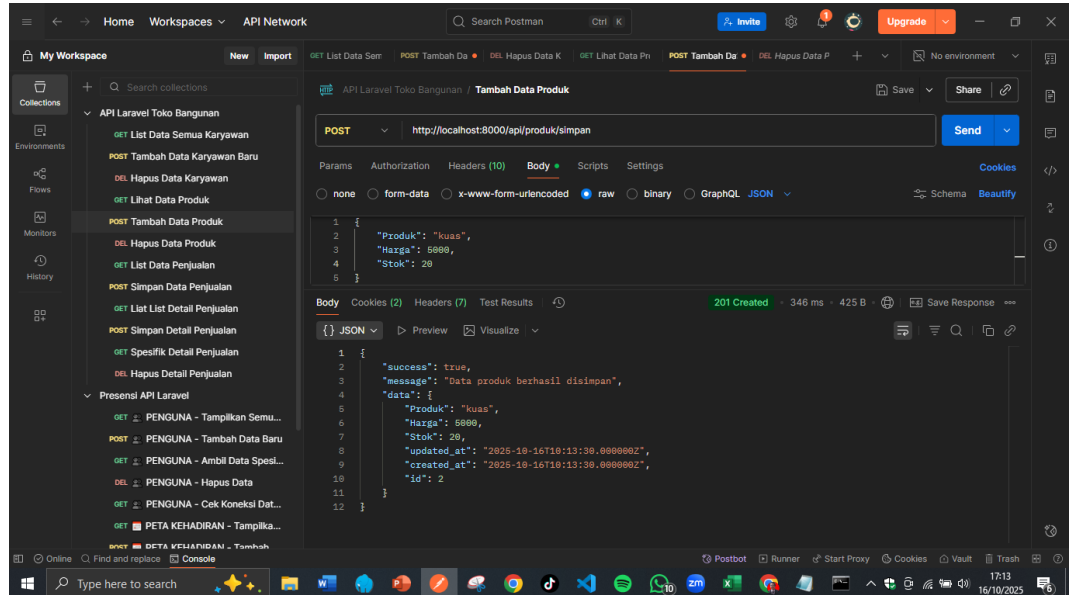 Home Workspaces API Network Search Postman Ctrl K Invite Upgrade
My Workspace New Import
GET List Data Sem POST Tambah Da DEL Hapus Data K GET Lihat Data Pro POST Tambah Da DEL Hapus Data P No environment
Collections
Environments
Flows
Monitors
History
Search collections
API Laravel Toko Bangunan
GET List Data Semua Karyawan
POST Tambah Data Karyawan Baru
DEL Hapus Data Karyawan
GET Lihat Data Produk
POST Tambah Data Produk
DEL Hapus Data Produk
GET List Data Penjualan
POST Simpan Data Penjualan
GET Liat List Detail Penjualan
POST Simpan Detail Penjualan
GET Spesifik Detail Penjualan
DEL Hapus Detail Penjualan
Presensi API Laravel
GET PENGUNA - Tampilkan Semu...
POST PENGUNA - Tambah Data Baru
GET PENGUNA - Ambil Data Spesi...
DEL PENGUNA - Hapus Data
GET PENGUNA - Cek Koneksi Dat...
GET PETA KEHADIRAN - Tampilka...
POST PETA KEHADIRAN - Tambah
HTTP API Laravel Toko Bangunan / Tambah Data Produk Save Share
POST http://localhost:8000/api/produk/simpan Send
Params Authorization Headers (10) Body Scripts Settings Cookies
none form-data x-www-form-urlencoded raw binary GraphQL JSON Schema Beautify
1 {
2 "Produk": "kuas",
3 "Harga": 5000,
4 "Stok": 20
5 }
Body Cookies (2) Headers (7) Test Results 201 Created 346 ms 425 B Save Response
{} JSON Preview Visualize
1 {
2 "success": true,
3 "message": "Data produk berhasil disimpan",
4 "data": {
5 "Produk": "kuas",
6 "Harga": 5000,
7 "Stok": 20,
8 "updated_at": "2025-10-16T10:13:30.000000Z",
9 "created_at": "2025-10-16T10:13:30.000000Z",
10 "id": 2
11 }
12 }
Online Find and replace Console Postbot Runner Start Proxy Cookies Vault Trash
Type here to search 10 zm 17:13
16/10/2025 6